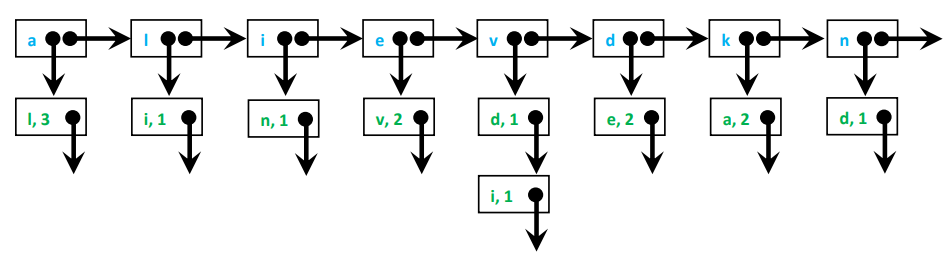 a l i e v d k n
l, 3 i, 1 n, 1 v, 2 d, 1 e, 2 a, 2 d, 1
i, 1